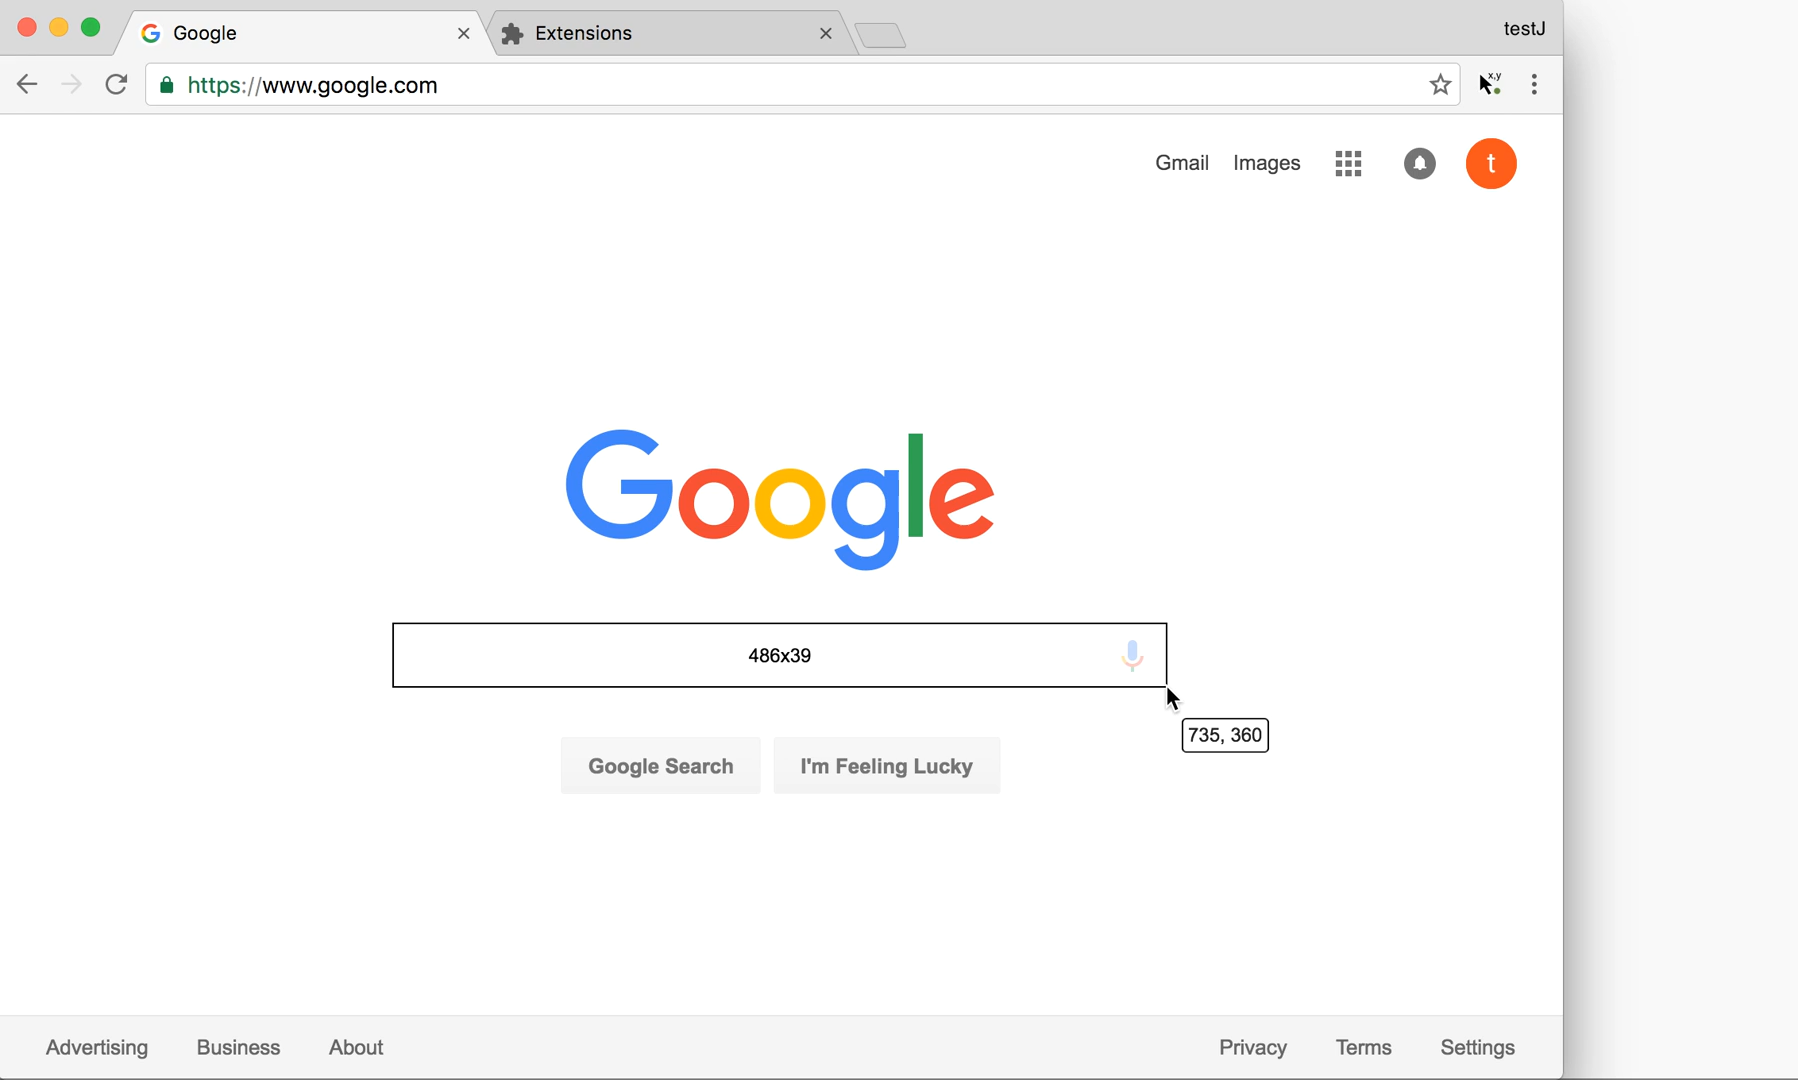 Google
Extensions
testJ
https://www.google.com
x,y
Gmail Images
t
Google
486x39
735, 360
Google Search
I'm Feeling Lucky
Advertising Business About
Privacy Terms Settings